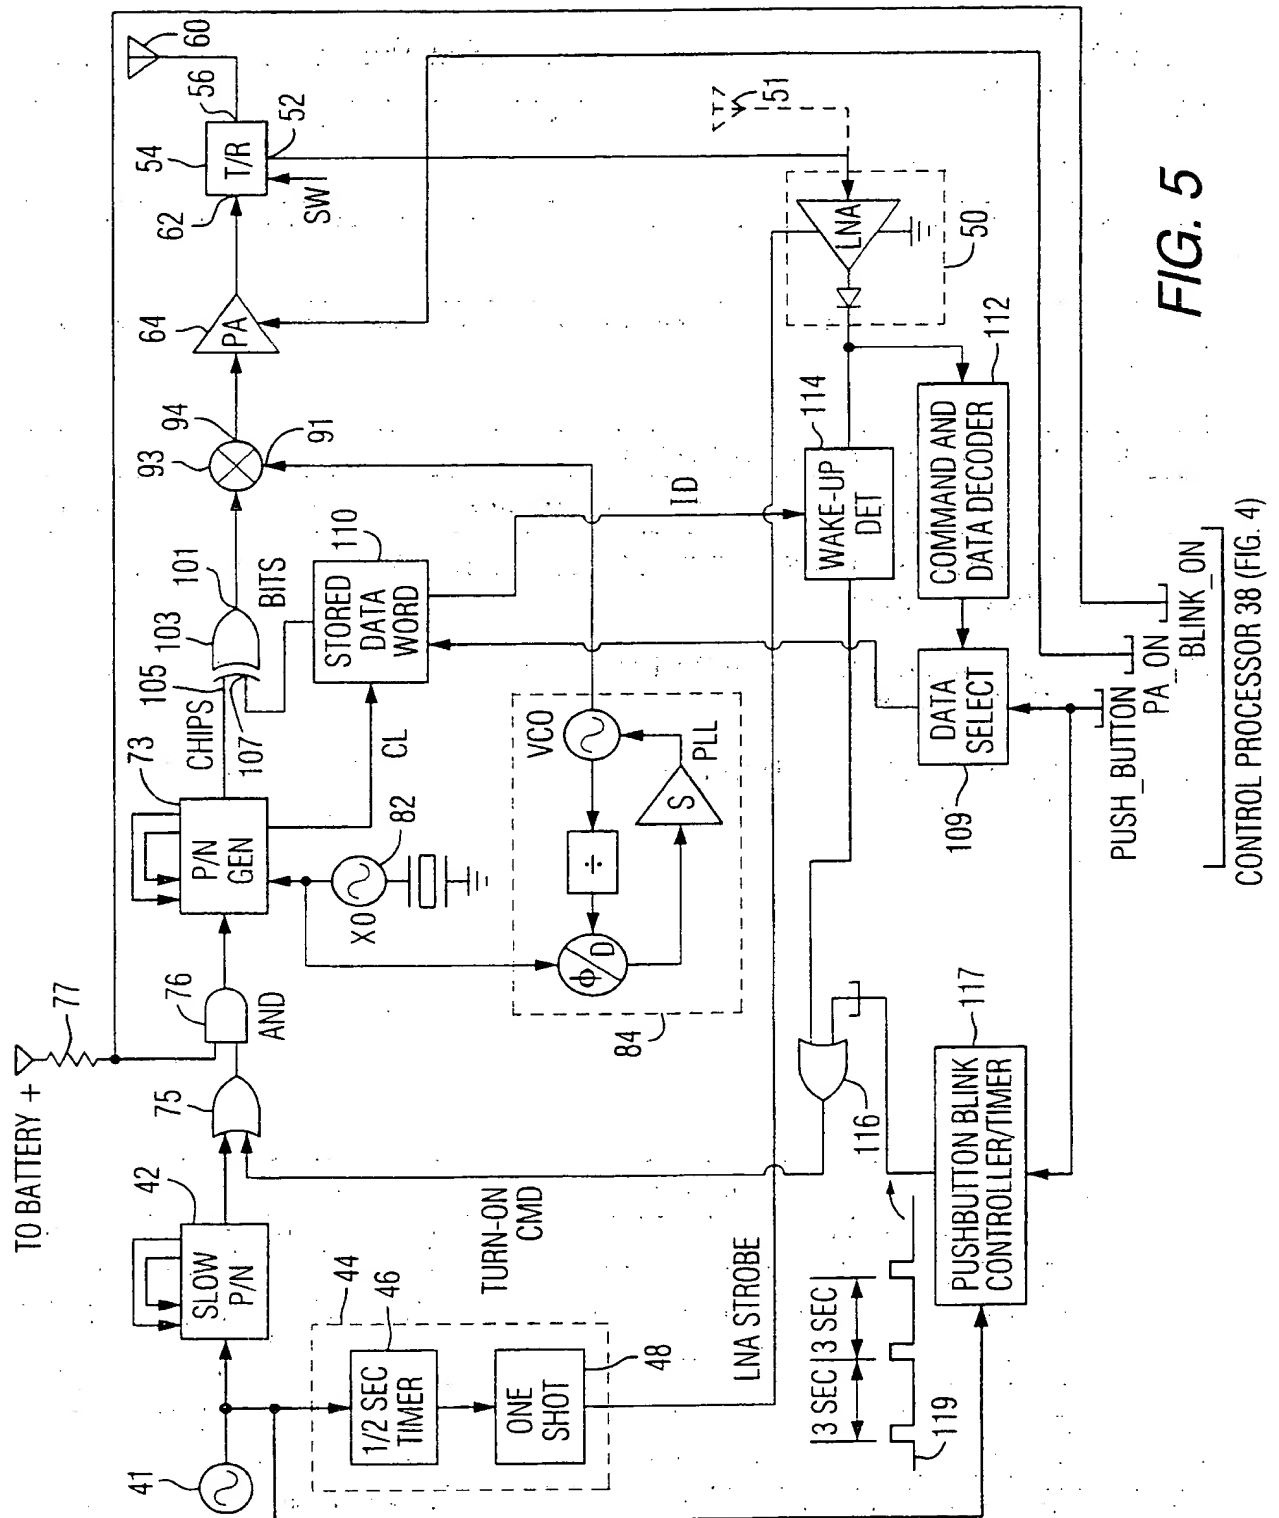 TO BATTERY +
77
41
42
SLOW
P/N
75
76
AND
73
P/N
GEN
CHIPS
105
103
101
107
BITS
93
94
91
64
PA
62
54
T/R
56
52
60
SW
44
46
1/2 SEC
TIMER
ONE
SHOT
48
TURN-ON
CMD
XO
82
CL
110
STORED
DATA
WORD
ID
84
Φ
D
÷
VCO
S
PLL
51
LNA
50
LNA STROBE
114
WAKE-UP
DET
112
COMMAND AND
DATA DECODER
DATA
SELECT
109
116
117
PUSHBUTTON BLINK
CONTROLLER/TIMER
|3 SEC|3 SEC|
119
PUSH_BUTTON
PA_ON
BLINK_ON
CONTROL PROCESSOR 38 (FIG. 4)
FIG. 5